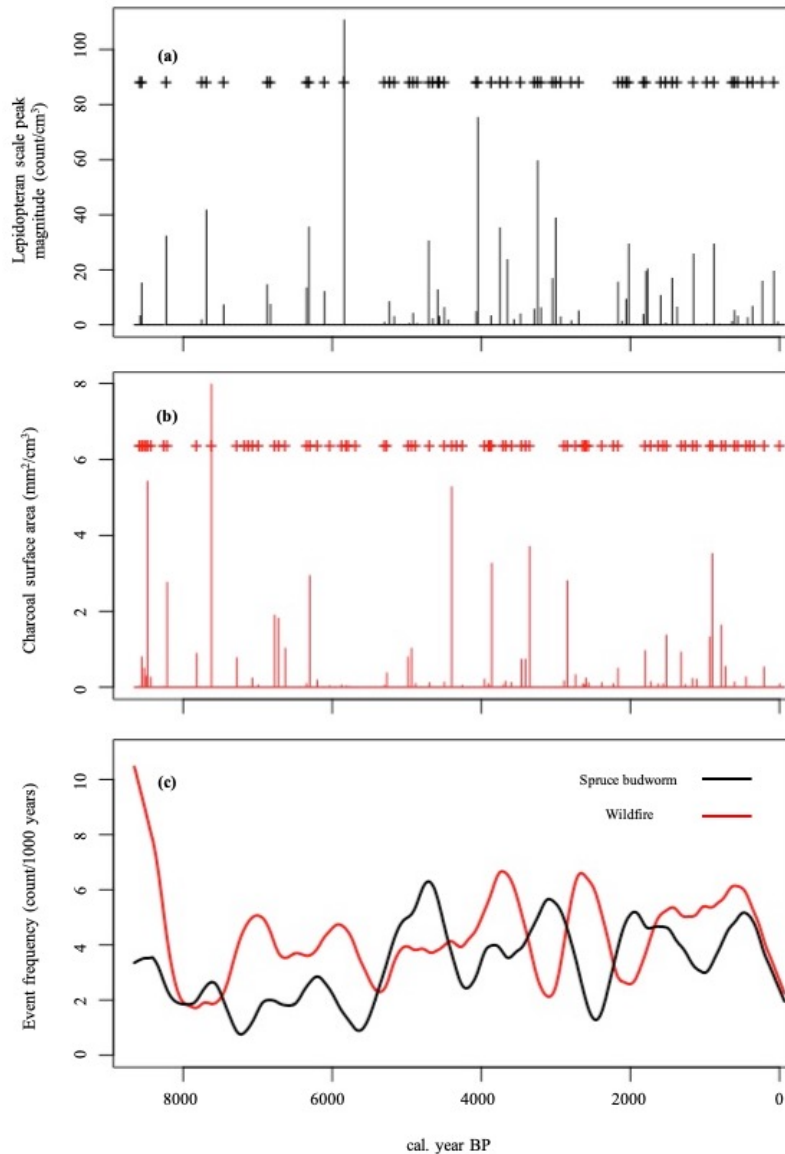 (a)
Lepidopteran scale peak
magnitude (count/cm³)
100
80
60
40
20
0
(b)
Charcoal surface area (mm²/cm³)
8
6
4
2
0
(c)
Event frequency (count/1000 years)
10
8
6
4
2
0
Spruce budworm
Wildfire
8000 6000 4000 2000 0
cal. year BP